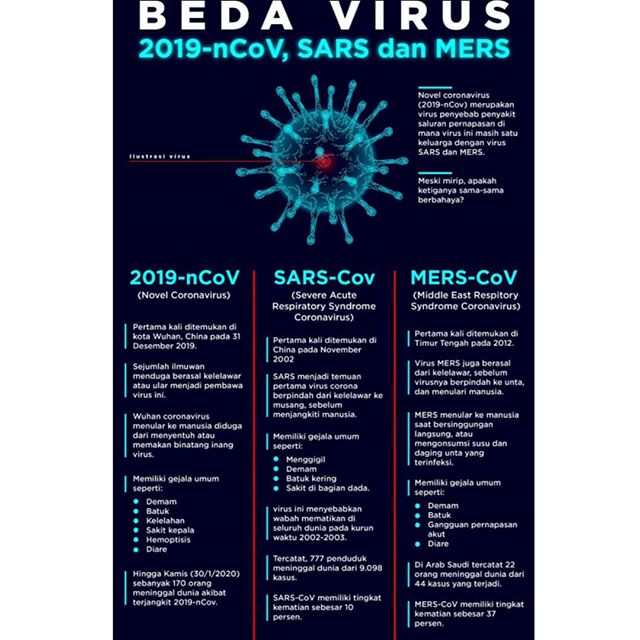 BEDA VIRUS
2019-nCoV, SARS dan MERS
Novel coronavirus
(2019-nCov) merupakan
virus penyebab penyakit
saluran pernapasan di
mana virus ini masih satu
keluarga dengan virus
SARS dan MERS.
Ilustrasi virus
Meski mirip, apakah
ketiganya sama-sama
berbahaya?
2019-nCoV
(Novel Coronavirus)
Pertama kali ditemukan di
kota Wuhan, China pada 31
Desember 2019.
Sejumlah ilmuwan
menduga berasal kelelawar
atau ular menjadi pembawa
virus ini.
Wuhan coronavirus
menular ke manusia diduga
dari menyentuh atau
memakan binatang inang
virus.
Memiliki gejala umum
seperti:
Demam
Batuk
Kelelahan
Sakit kepala
Hemoptisis
Diare
Hingga Kamis (30/1/2020)
sebanyak 170 orang
meninggal dunia akibat
terjangkit 2019-nCov.
SARS-Cov
(Severe Acute
Respiratory Syndrome
Coronavirus)
Pertama kali ditemukan di
China pada November
2002
SARS menjadi temuan
pertama virus corona
berpindah dari kelelawar ke
musang, sebelum
menjangkiti manusia.
Memiliki gejala umum
seperti:
Menggigil
Demam
Batuk kering
Sakit di bagian dada.
virus ini menyebabkan
wabah mematikan di
seluruh dunia pada kurun
waktu 2002-2003.
Tercatat, 777 penduduk
meninggal dunia dari 9.098
kasus.
SARS-CoV memiliki tingkat
kematian sebesar 10
persen.
MERS-CoV
(Middle East Respitory
Syndrome Coronavirus)
Pertama kali ditemukan di
Timur Tengah pada 2012.
Virus MERS juga berasal
dari kelelawar, sebelum
virusnya berpindah ke unta,
dan menulari manusia.
MERS menular ke manusia
saat bersinggungan
langsung, atau
mengonsumsi susu dan
daging unta yang
terinfeksi.
Memiliki gejala umum
seperti:
Demam
Batuk
Gangguan pernapasan
akut
Diare
Di Arab Saudi tercatat 22
orang meninggal dunia dari
44 kasus yang terjadi.
MERS-CoV memiliki tingkat
kematian sebesar 37
persen.